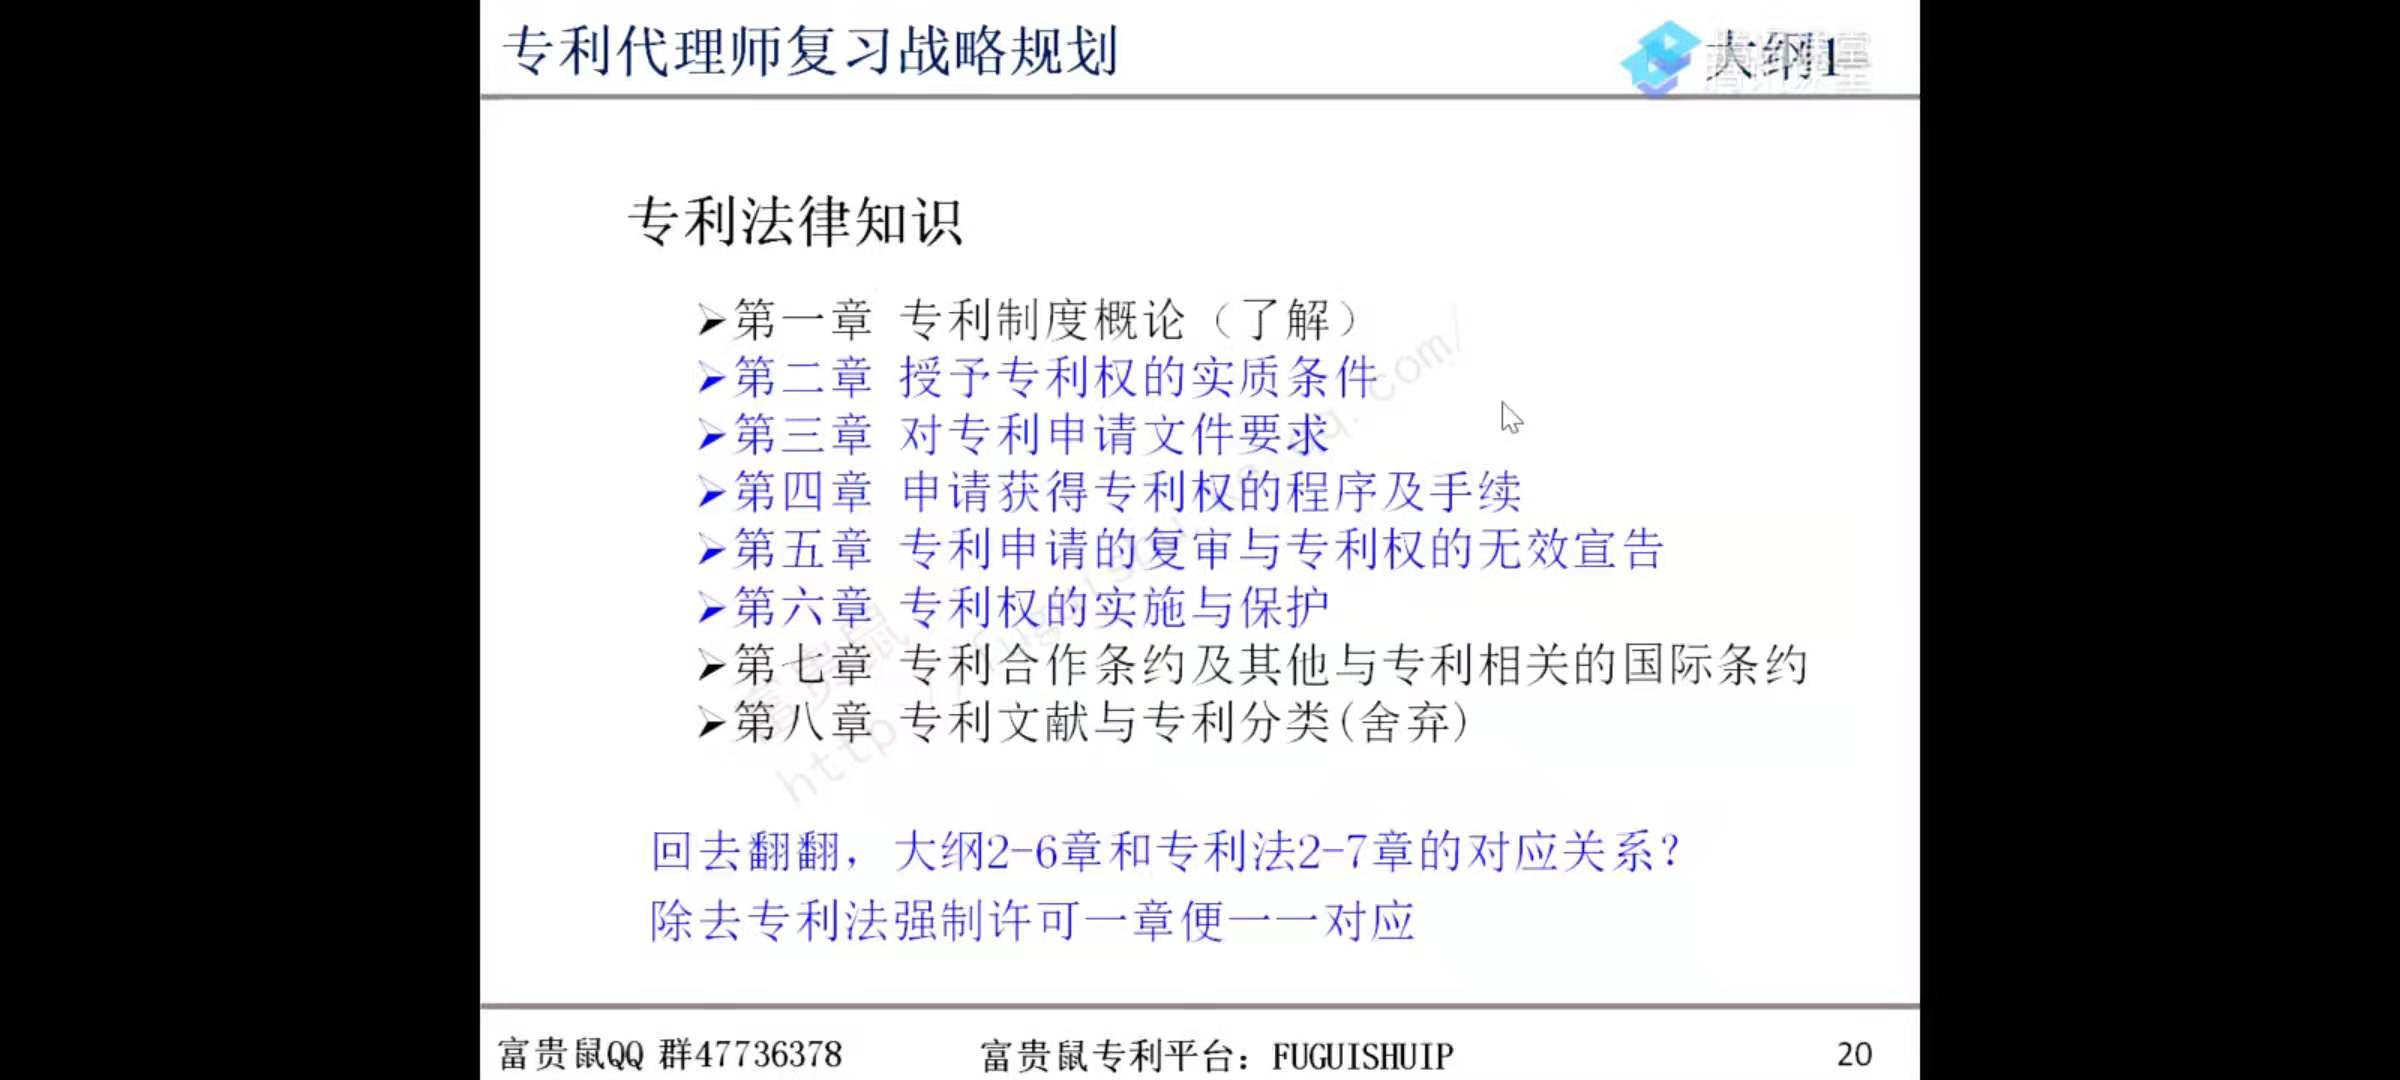 专利代理师复习战略规划
大纲1
专利法律知识
➢第一章 专利制度概论（了解）
➢第二章 授予专利权的实质条件
➢第三章 对专利申请文件要求
➢第四章 申请获得专利权的程序及手续
➢第五章 专利申请的复审与专利权的无效宣告
➢第六章 专利权的实施与保护
➢第七章 专利合作条约及其他与专利相关的国际条约
➢第八章 专利文献与专利分类(舍弃)
富贵鼠
回去翻翻，大纲2-6章和专利法2-7章的对应关系?
除去专利法强制许可一章便一一对应
富贵鼠QQ 群47736378
富贵鼠专利平台：FUGUISHUIP
20